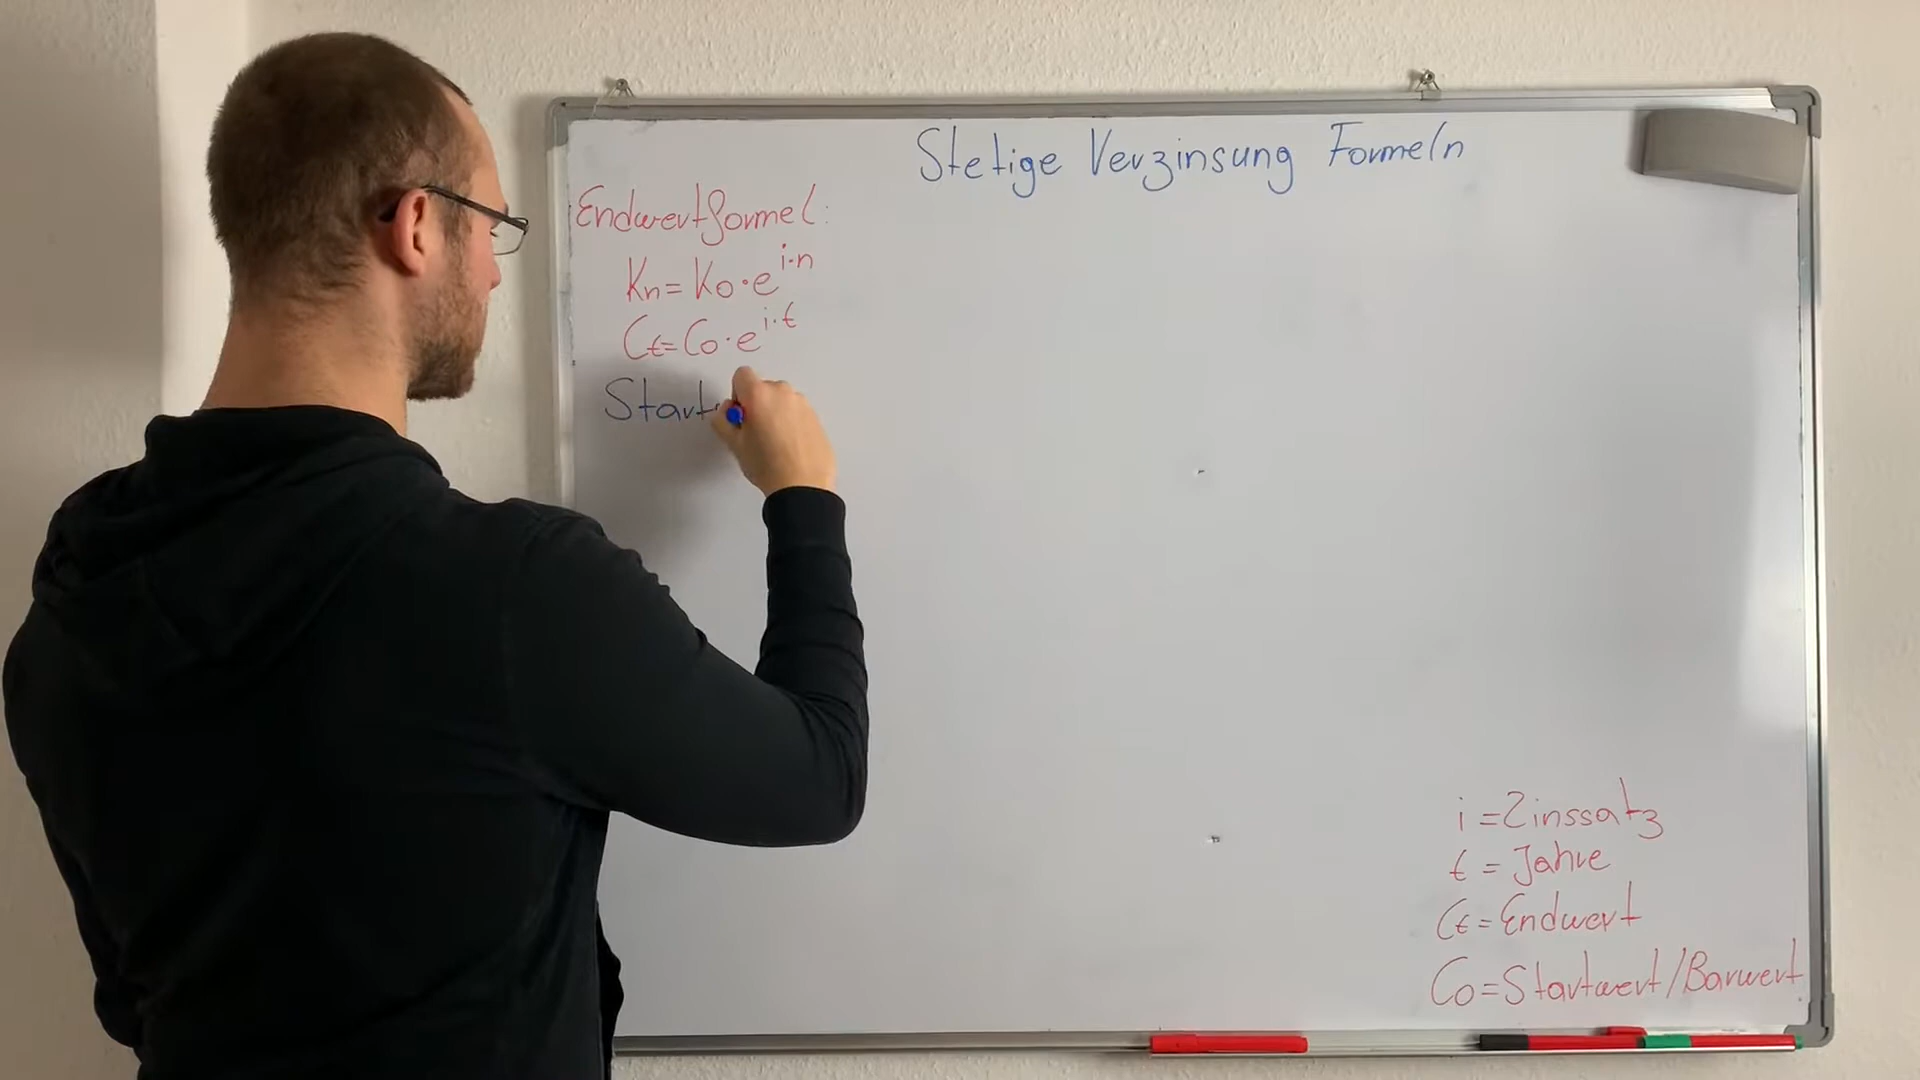 Stetige Verzinsung Formeln
Endwertformel:
Kn = K0 · e^i·n
Ct = C0 · e^i·t
Start
i = Zinssatz
t = Jahre
Ct = Endwert
C0 = Startwert/Barwert